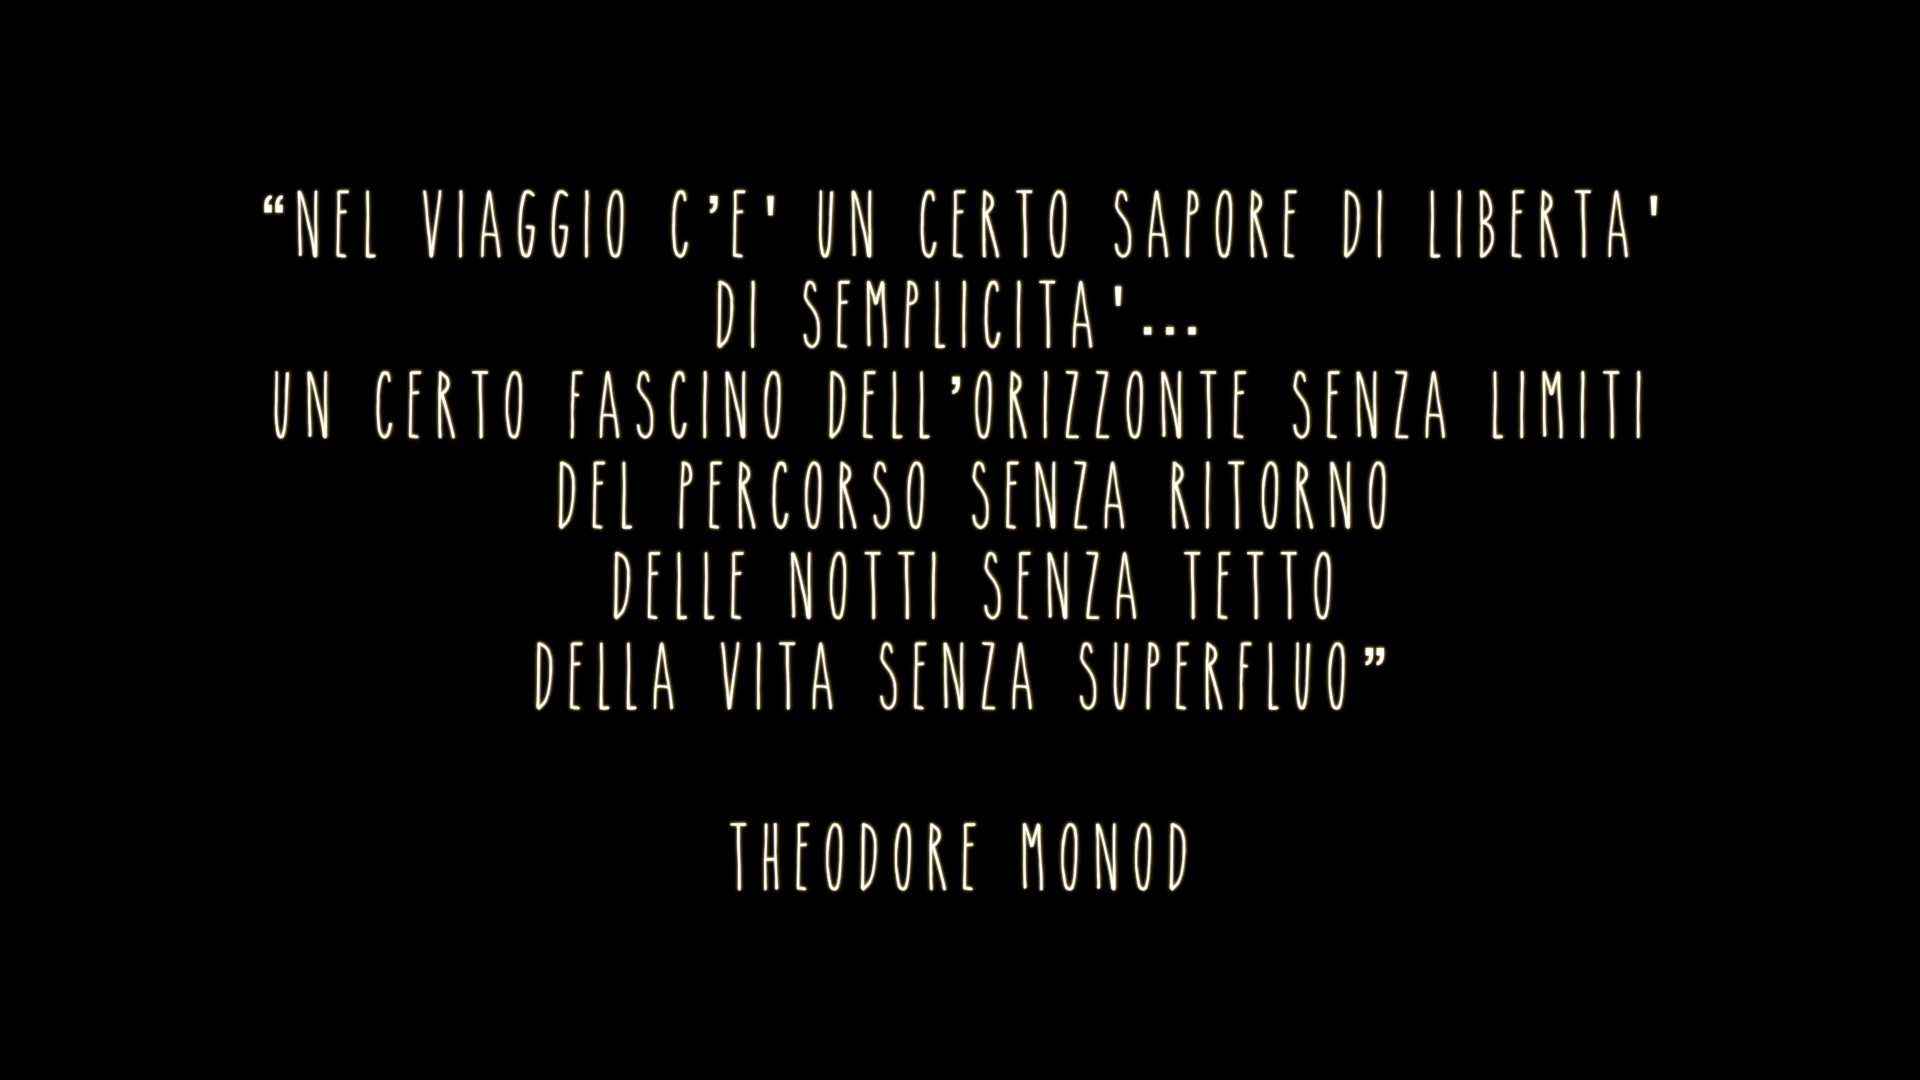 “NEL VIAGGIO C’E' UN CERTO SAPORE DI LIBERTA'
DI SEMPLICITA'...
UN CERTO FASCINO DELL’ORIZZONTE SENZA LIMITI
DEL PERCORSO SENZA RITORNO
DELLE NOTTI SENZA TETTO
DELLA VITA SENZA SUPERFLUO”
THEODORE MONOD